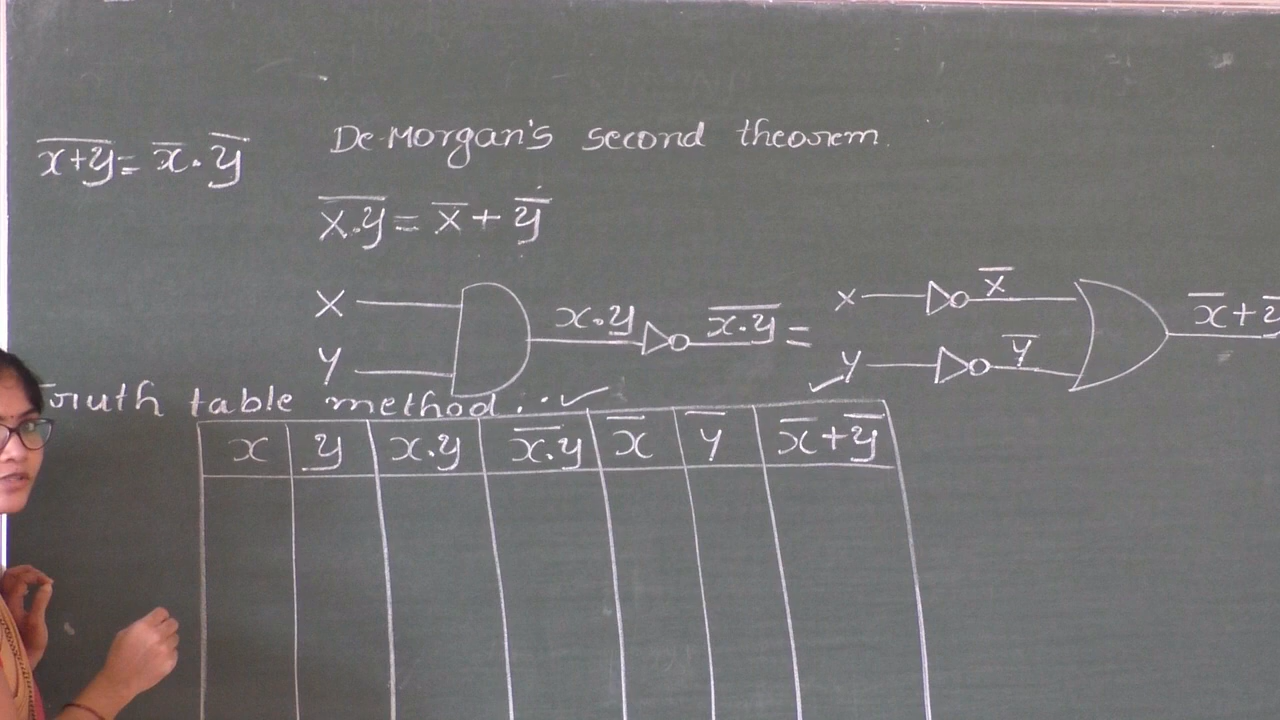 De-Morgan's second theorem.
x̅+̅y̅ = x̅ . y̅
X̅.̅y̅ = x̅ + y̅
X
Y
x.y
x̅.̅y̅ =
x
x̅
y
y̅
x̅ + y̅
Truth table method...
x y x.y x̅.̅y x̅ y̅ x̅ + y̅